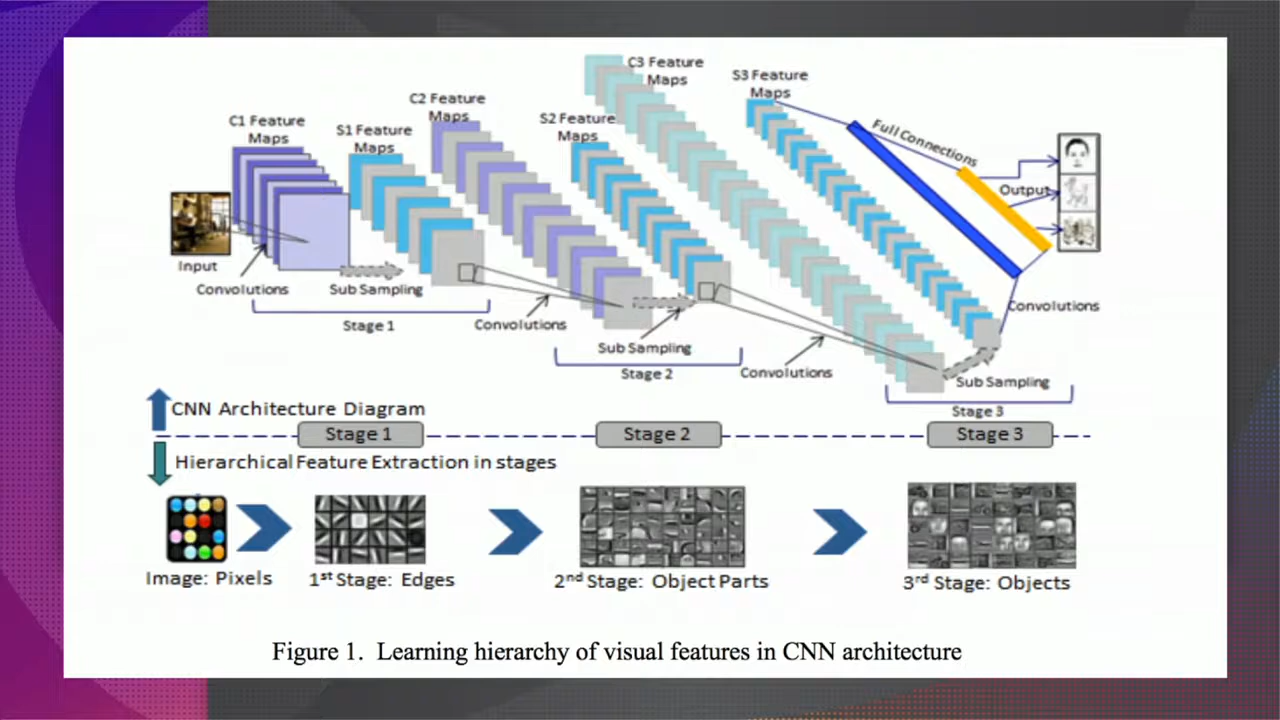 C3 Feature
Maps
S3 Feature
Maps
C2 Feature
Maps
C1 Feature
Maps
S1 Feature
Maps
S2 Feature
Maps
Full Connections
Output
Input
Convolutions
Sub Sampling
Stage 1
Convolutions
Sub Sampling
Stage 2
Convolutions
Convolutions
Sub Sampling
Stage 3
CNN Architecture Diagram
Stage 1
Stage 2
Stage 3
Hierarchical Feature Extraction in stages
Image: Pixels
1st Stage: Edges
2nd Stage: Object Parts
3rd Stage: Objects
Figure 1. Learning hierarchy of visual features in CNN architecture